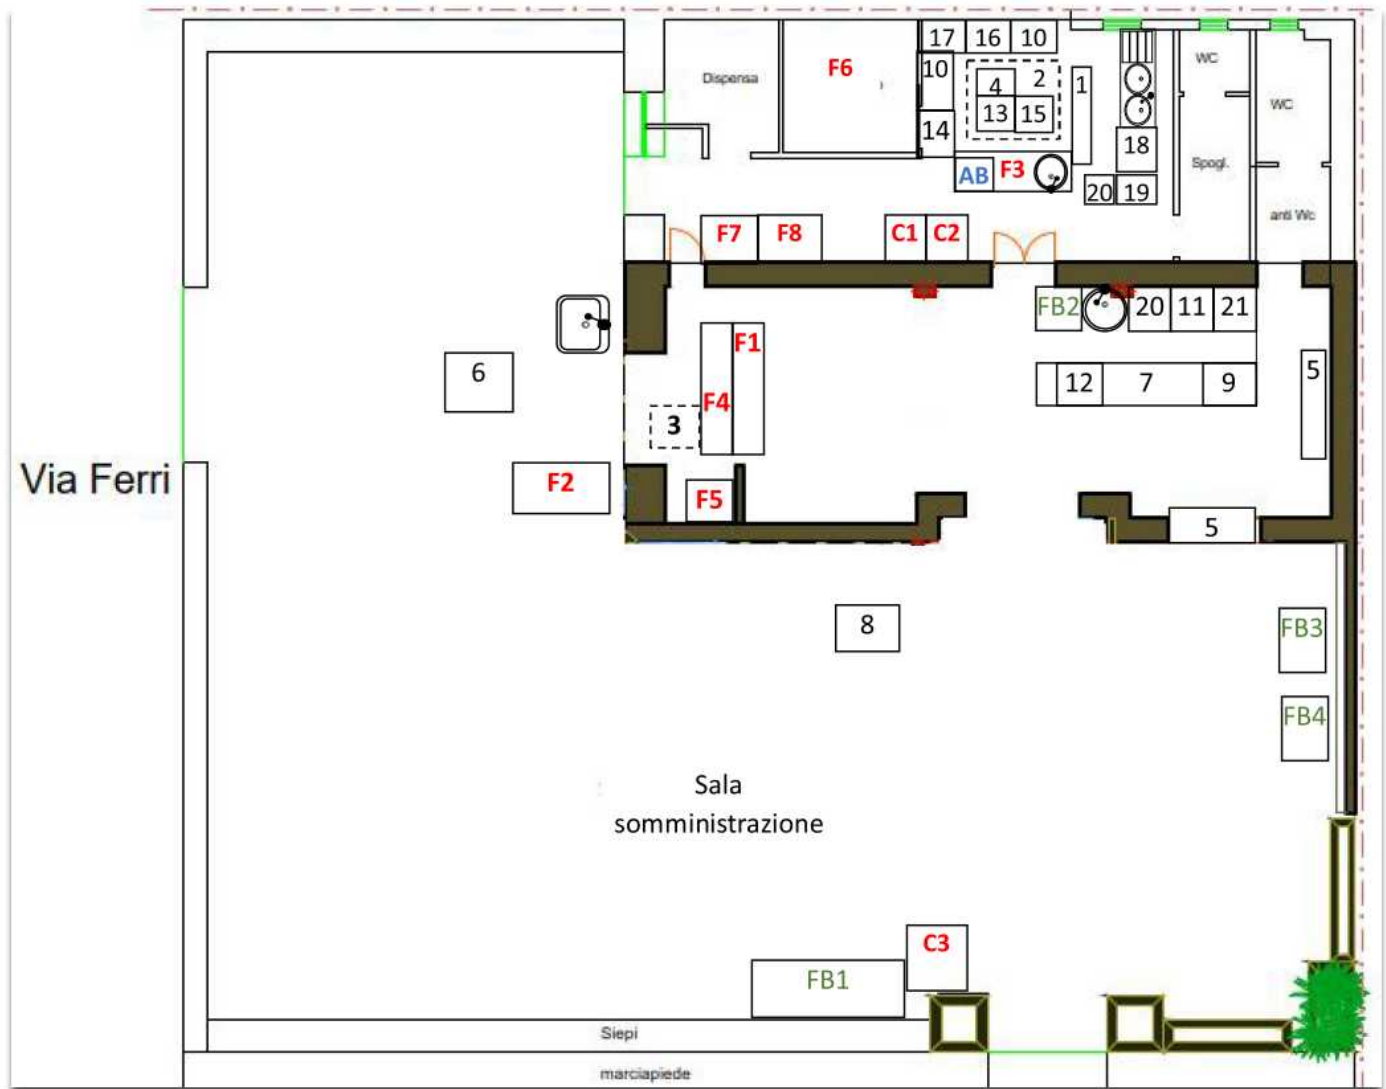 17 16 10
Dispensa
F6
10
4 2 1
13 15
14
WC
WC
18
Spogl.
AB F3
20 19
anti Wc
F7 F8 C1 C2
FB2 20 11 21
F1
6
12 7 9
5
F4
3
Via Ferri
F2
F5
5
8
FB3
FB4
Sala
somministrazione
C3
FB1
Siepi
marciapiede